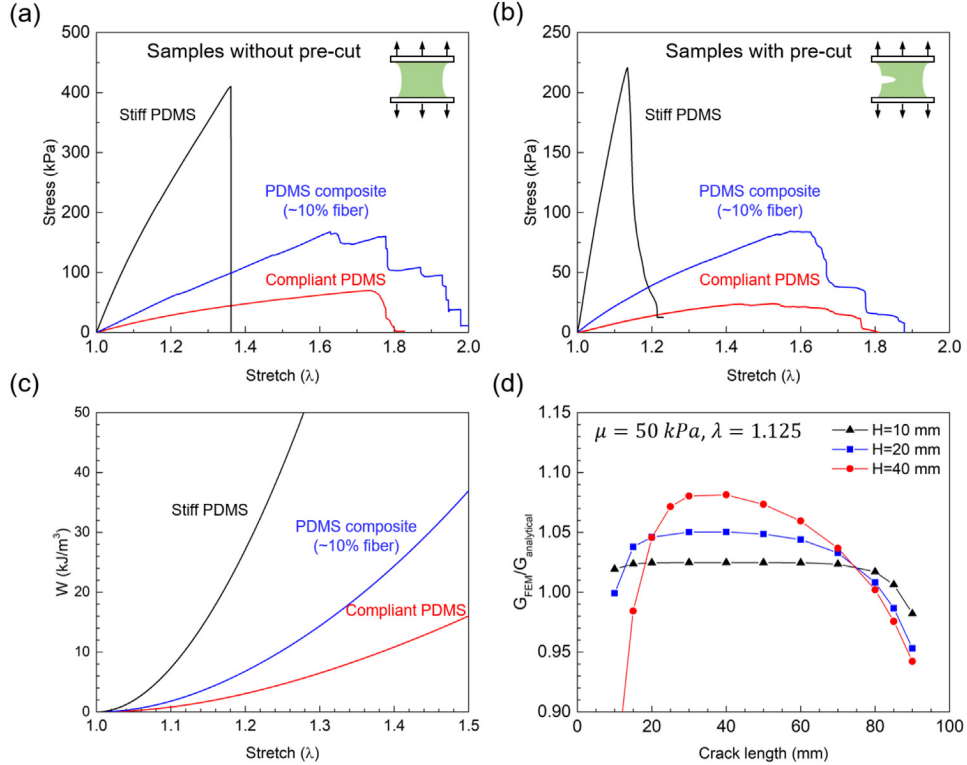 (a)
Samples without pre-cut
Stiff PDMS
PDMS composite
(~10% fiber)
Compliant PDMS
Stress (kPa)
500
400
300
200
100
0
1.0
1.2
1.4
1.6
1.8
2.0
Stretch (λ)
(b)
Samples with pre-cut
Stiff PDMS
PDMS composite
(~10% fiber)
Compliant PDMS
Stress (kPa)
250
200
150
100
50
0
1.0
1.2
1.4
1.6
1.8
2.0
Stretch (λ)
(c)
Stiff PDMS
PDMS composite
(~10% fiber)
Compliant PDMS
W (kJ/m³)
50
40
30
20
10
0
1.0
1.1
1.2
1.3
1.4
1.5
Stretch (λ)
(d)
μ = 50 kPa, λ = 1.125
H=10 mm
H=20 mm
H=40 mm
G_FEM/G_analytical
1.15
1.10
1.05
1.00
0.95
0.90
0
20
40
60
80
100
Crack length (mm)